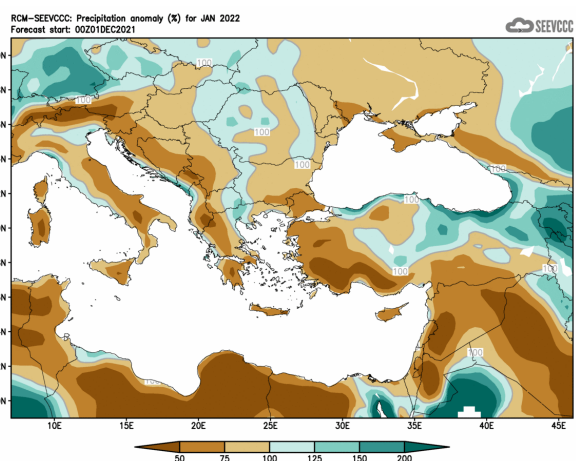 RCM-SEEVCCC: Precipitation anomaly (%) for JAN 2022
Forecast start: 00Z01DEC2021
SEEVCCC
N
100
N
100
N
100
N
100
100
N
100
N
100
100
N
N
100
N
N
10E 15E 20E 25E 30E 35E 40E 45E
50 75 100 125 150 200